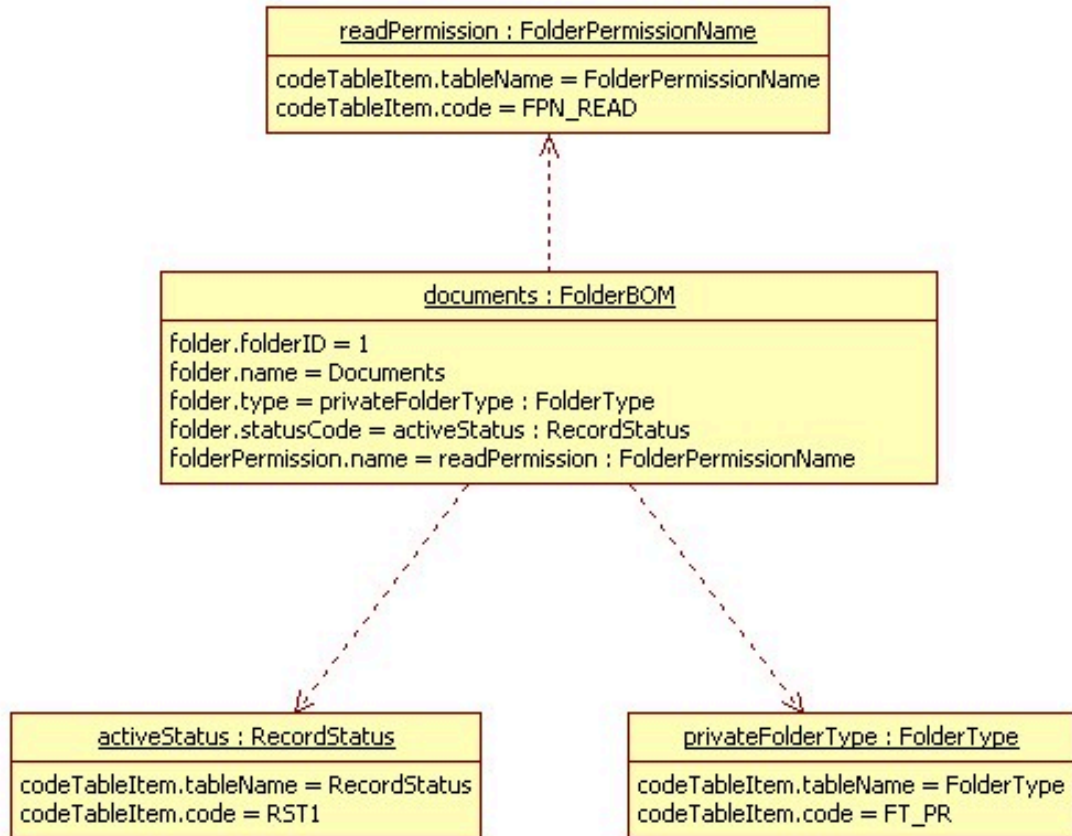 readPermission : FolderPermissionName
codeTableItem.tableName = FolderPermissionName
codeTableItem.code = FPN_READ
documents : FolderBOM
folder.folderID = 1
folder.name = Documents
folder.type = privateFolderType : FolderType
folder.statusCode = activeStatus : RecordStatus
folderPermission.name = readPermission : FolderPermissionName
activeStatus : RecordStatus
codeTableItem.tableName = RecordStatus
codeTableItem.code = RST1
privateFolderType : FolderType
codeTableItem.tableName = FolderType
codeTableItem.code = FT_PR